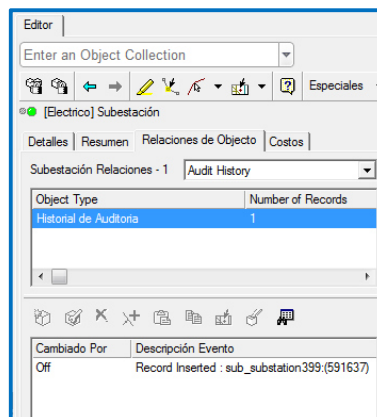 Editor
Enter an Object Collection
Especiales
[Electrico] Subestación
Detalles Resumen Relaciones de Objecto Costos
Subestación Relaciones - 1 Audit History
Object Type Number of Records
Historial de Auditoria 1
Cambiado Por Descripción Evento
Off Record Inserted : sub_substation399:(591637)